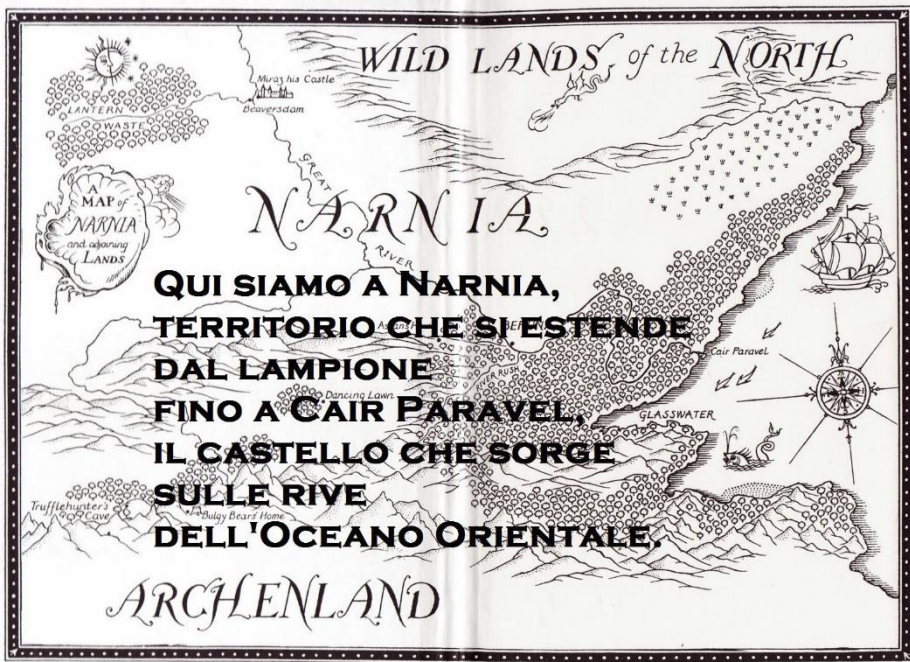 WILD LANDS of the NORTH
Miraz his Castle
Beaversdam
LANTERN
WASTE
A
MAP of
NARNIA
and adjoining
LANDS
GREAT
RIVER
NARNIA
QUI SIAMO A NARNIA,
TERRITORIO CHE SI ESTENDE
DAL LAMPIONE
FINO A CAIR PARAVEL,
IL CASTELLO CHE SORGE
SULLE RIVE
DELL'OCEANO ORIENTALE.
Cair Paravel
RIVER RUSH
Dancing Lawn
GLASSWATER
Trufflehunter's
Cave
Bulgy Bears' Home
ARCHENLAND